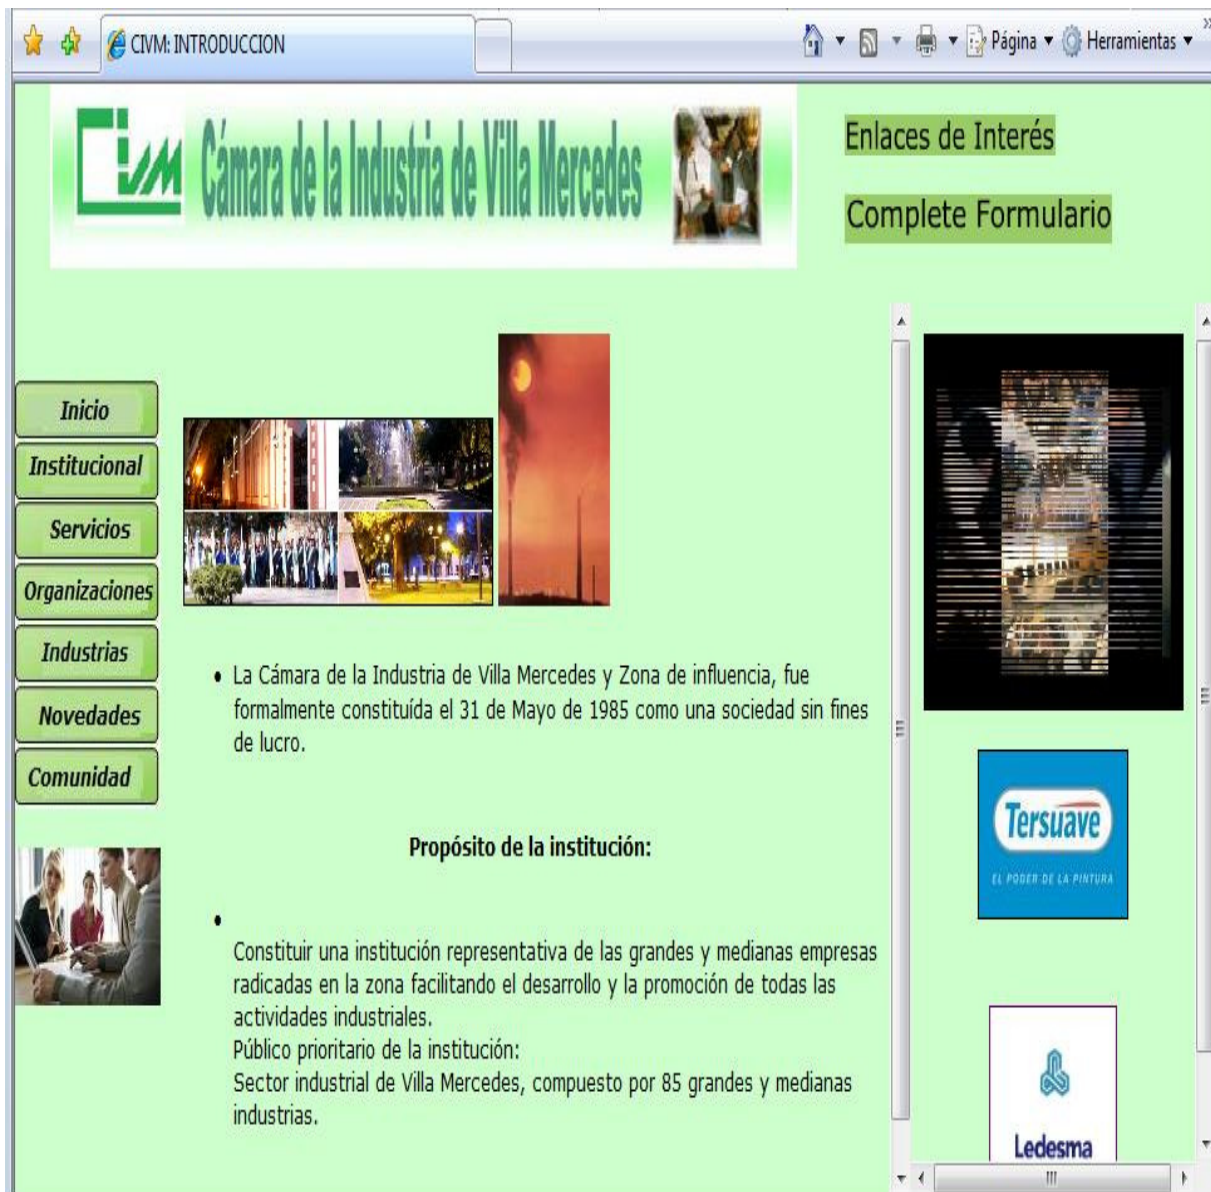 CIVM: INTRODUCCION
Página
Herramientas
CIVM
Cámara de la Industria de Villa Mercedes
Enlaces de Interés
Complete Formulario
Inicio
Institucional
Servicios
Organizaciones
Industrias
Novedades
Comunidad
La Cámara de la Industria de Villa Mercedes y Zona de influencia, fue
formalmente constituída el 31 de Mayo de 1985 como una sociedad sin fines
de lucro.
Propósito de la institución:
Constituir una institución representativa de las grandes y medianas empresas
radicadas en la zona facilitando el desarrollo y la promoción de todas las
actividades industriales.
Público prioritario de la institución:
Sector industrial de Villa Mercedes, compuesto por 85 grandes y medianas
industrias.
Tersuave
EL PODER DE LA PINTURA
Ledesma